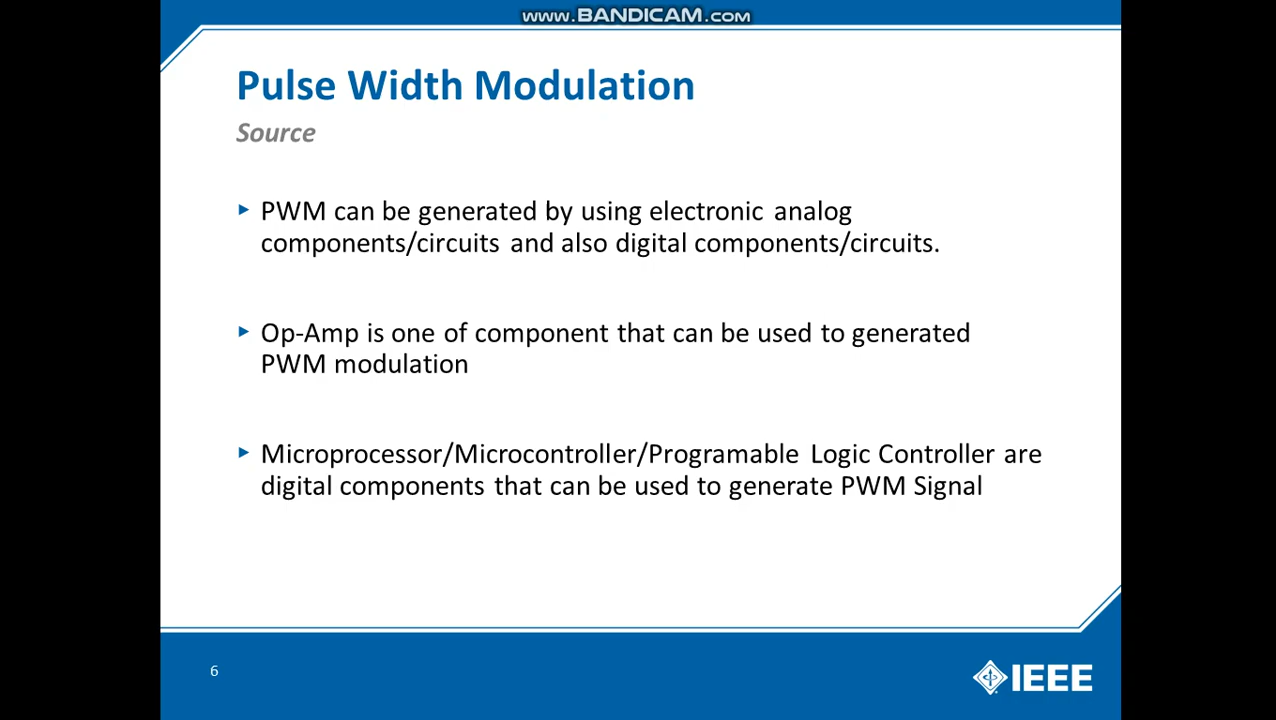 www.BANDICAM.com
Pulse Width Modulation
Source
PWM can be generated by using electronic analog
components/circuits and also digital components/circuits.
Op-Amp is one of component that can be used to generated
PWM modulation
Microprocessor/Microcontroller/Programable Logic Controller are
digital components that can be used to generate PWM Signal
6
IEEE